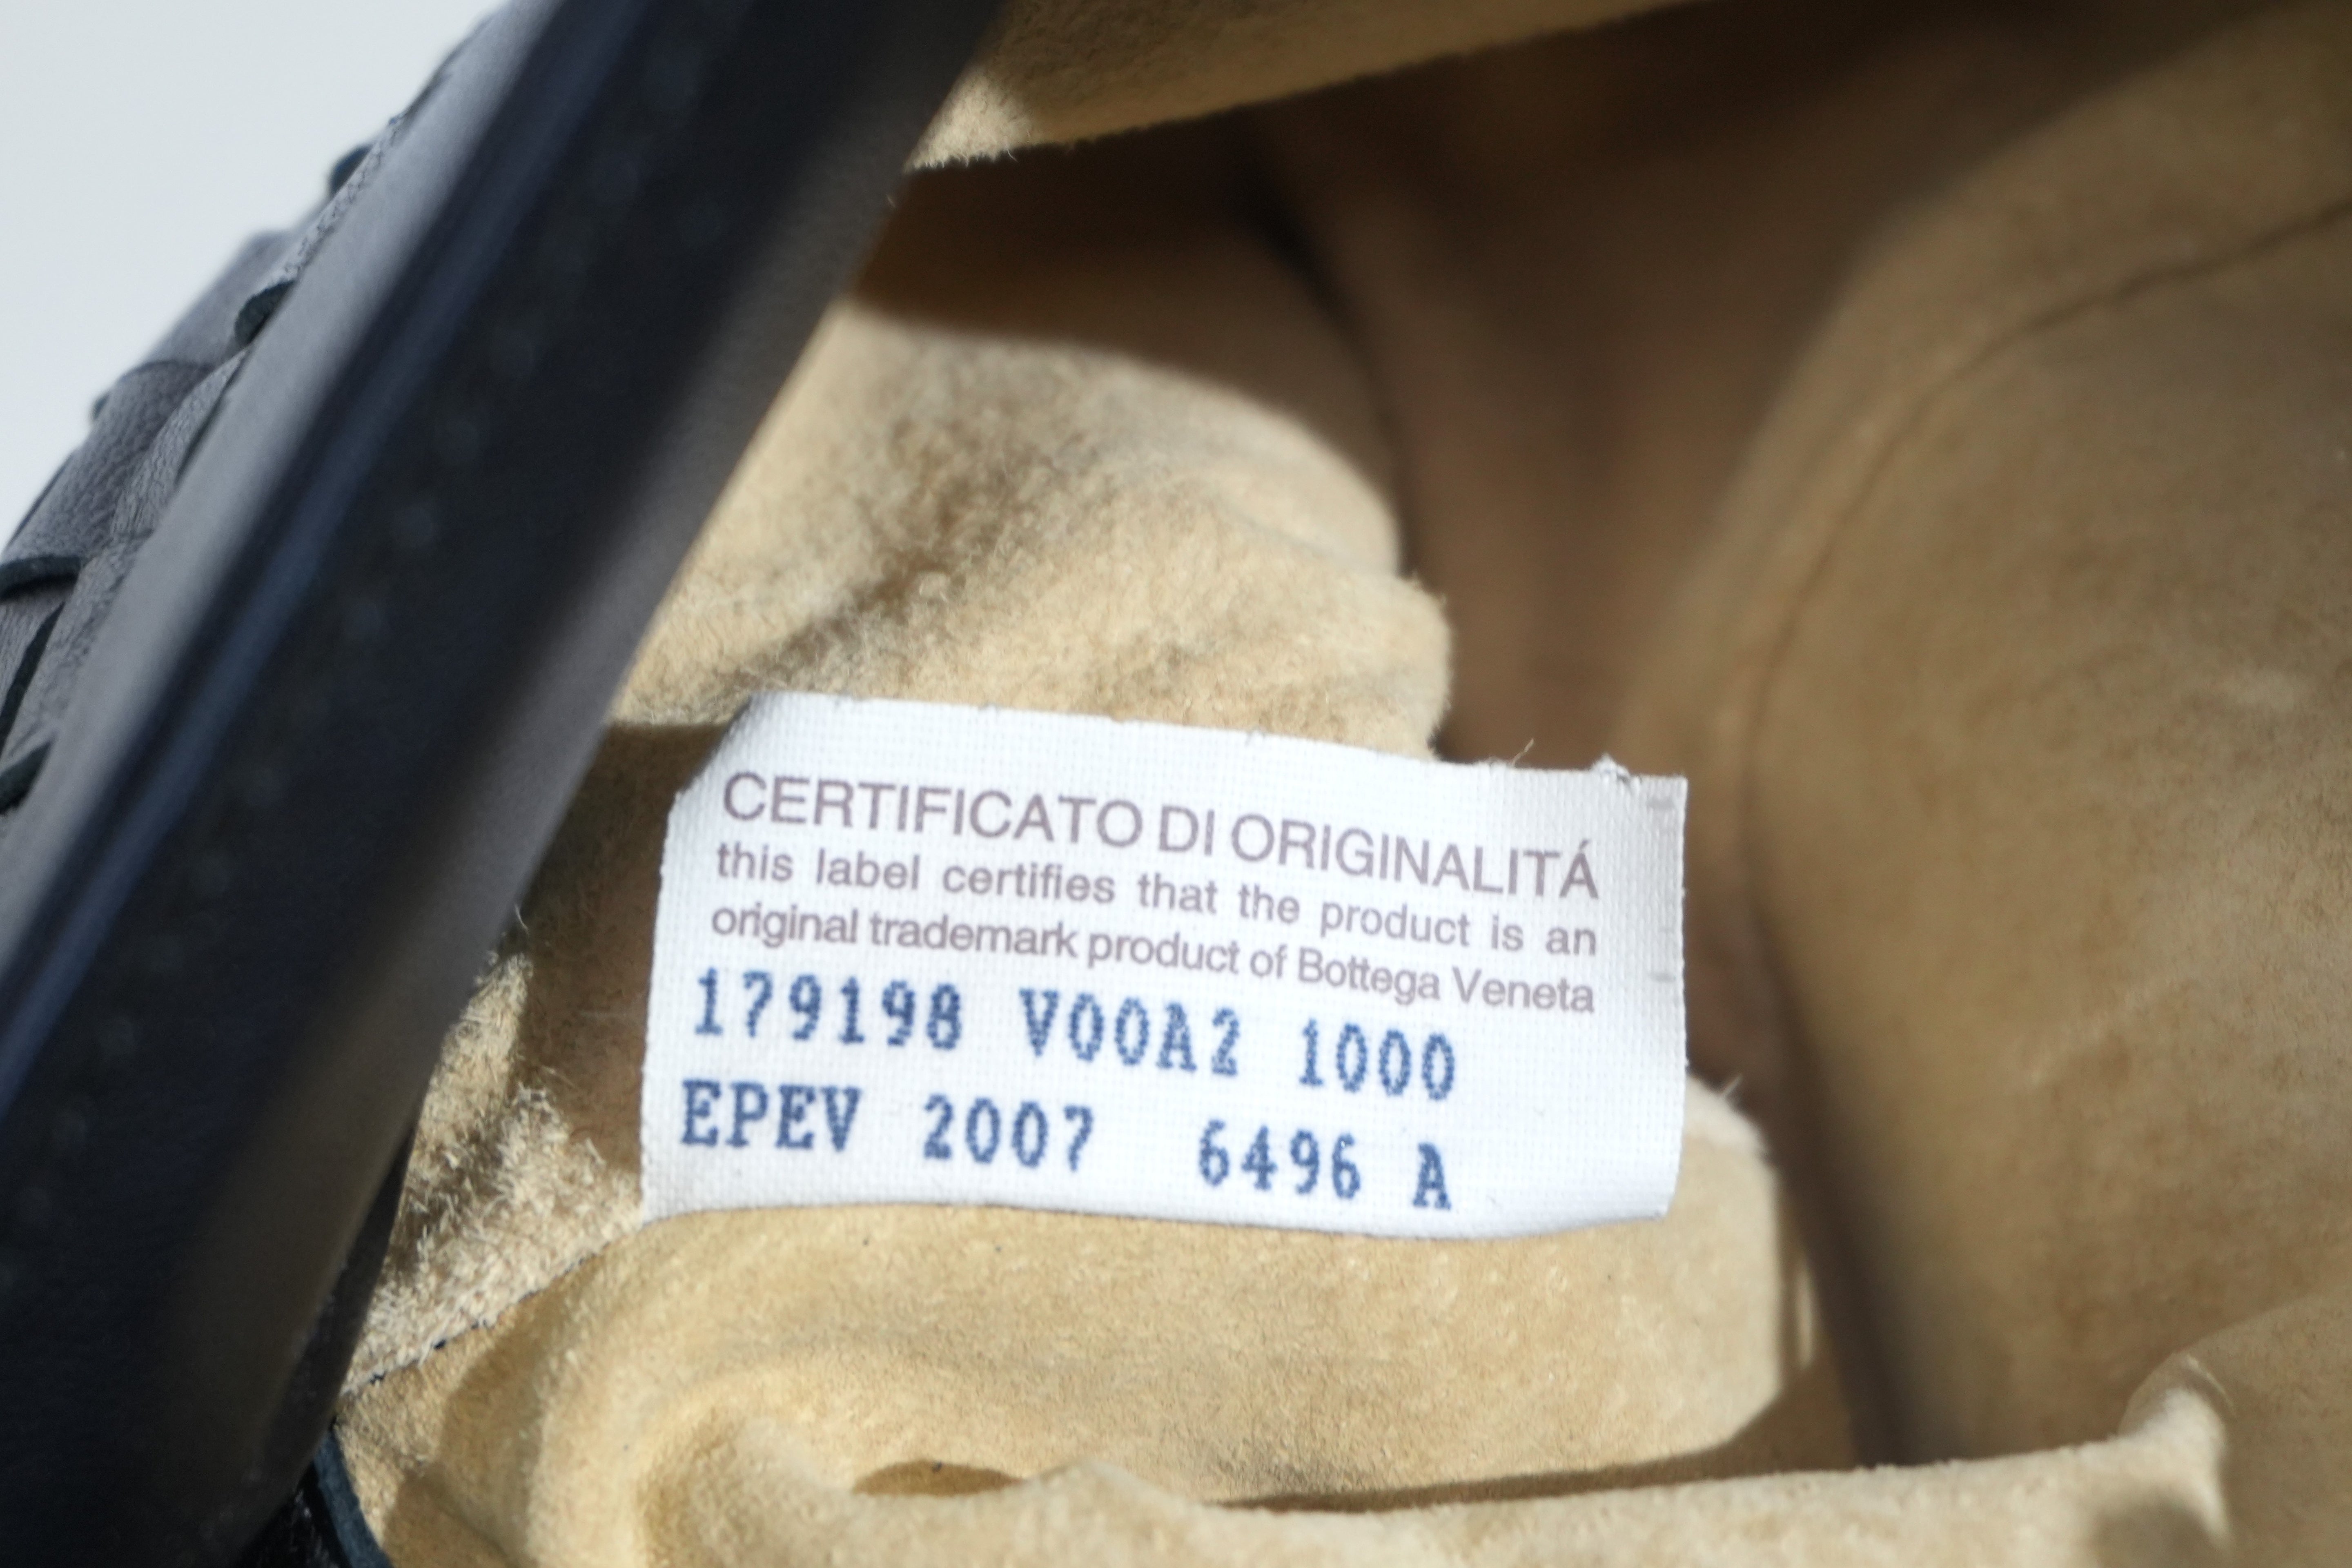 CERTIFICATO DI ORIGINALITÁ
this label certifies that the product is an
original trademark product of Bottega Veneta
179198 V00A2 1000
EPEV 2007 6496 A